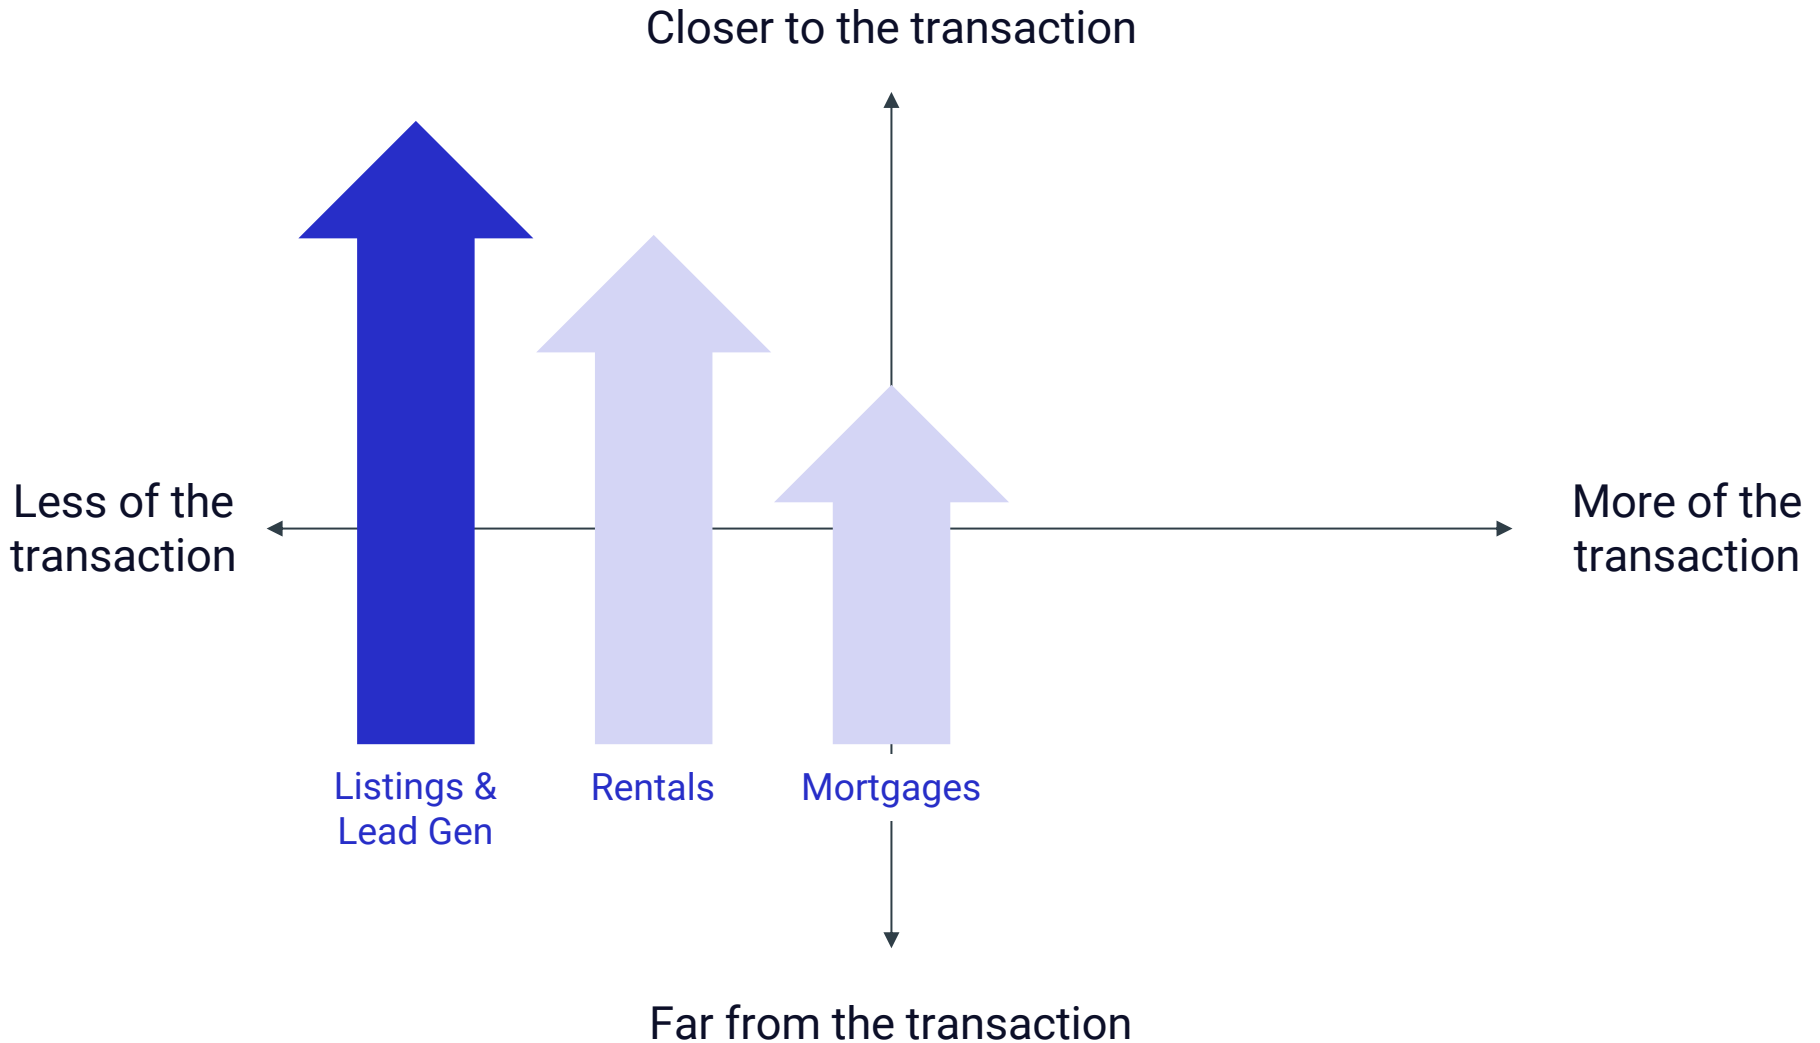 Closer to the transaction
Less of the
transaction
More of the
transaction
Listings &
Lead Gen
Rentals
Mortgages
Far from the transaction